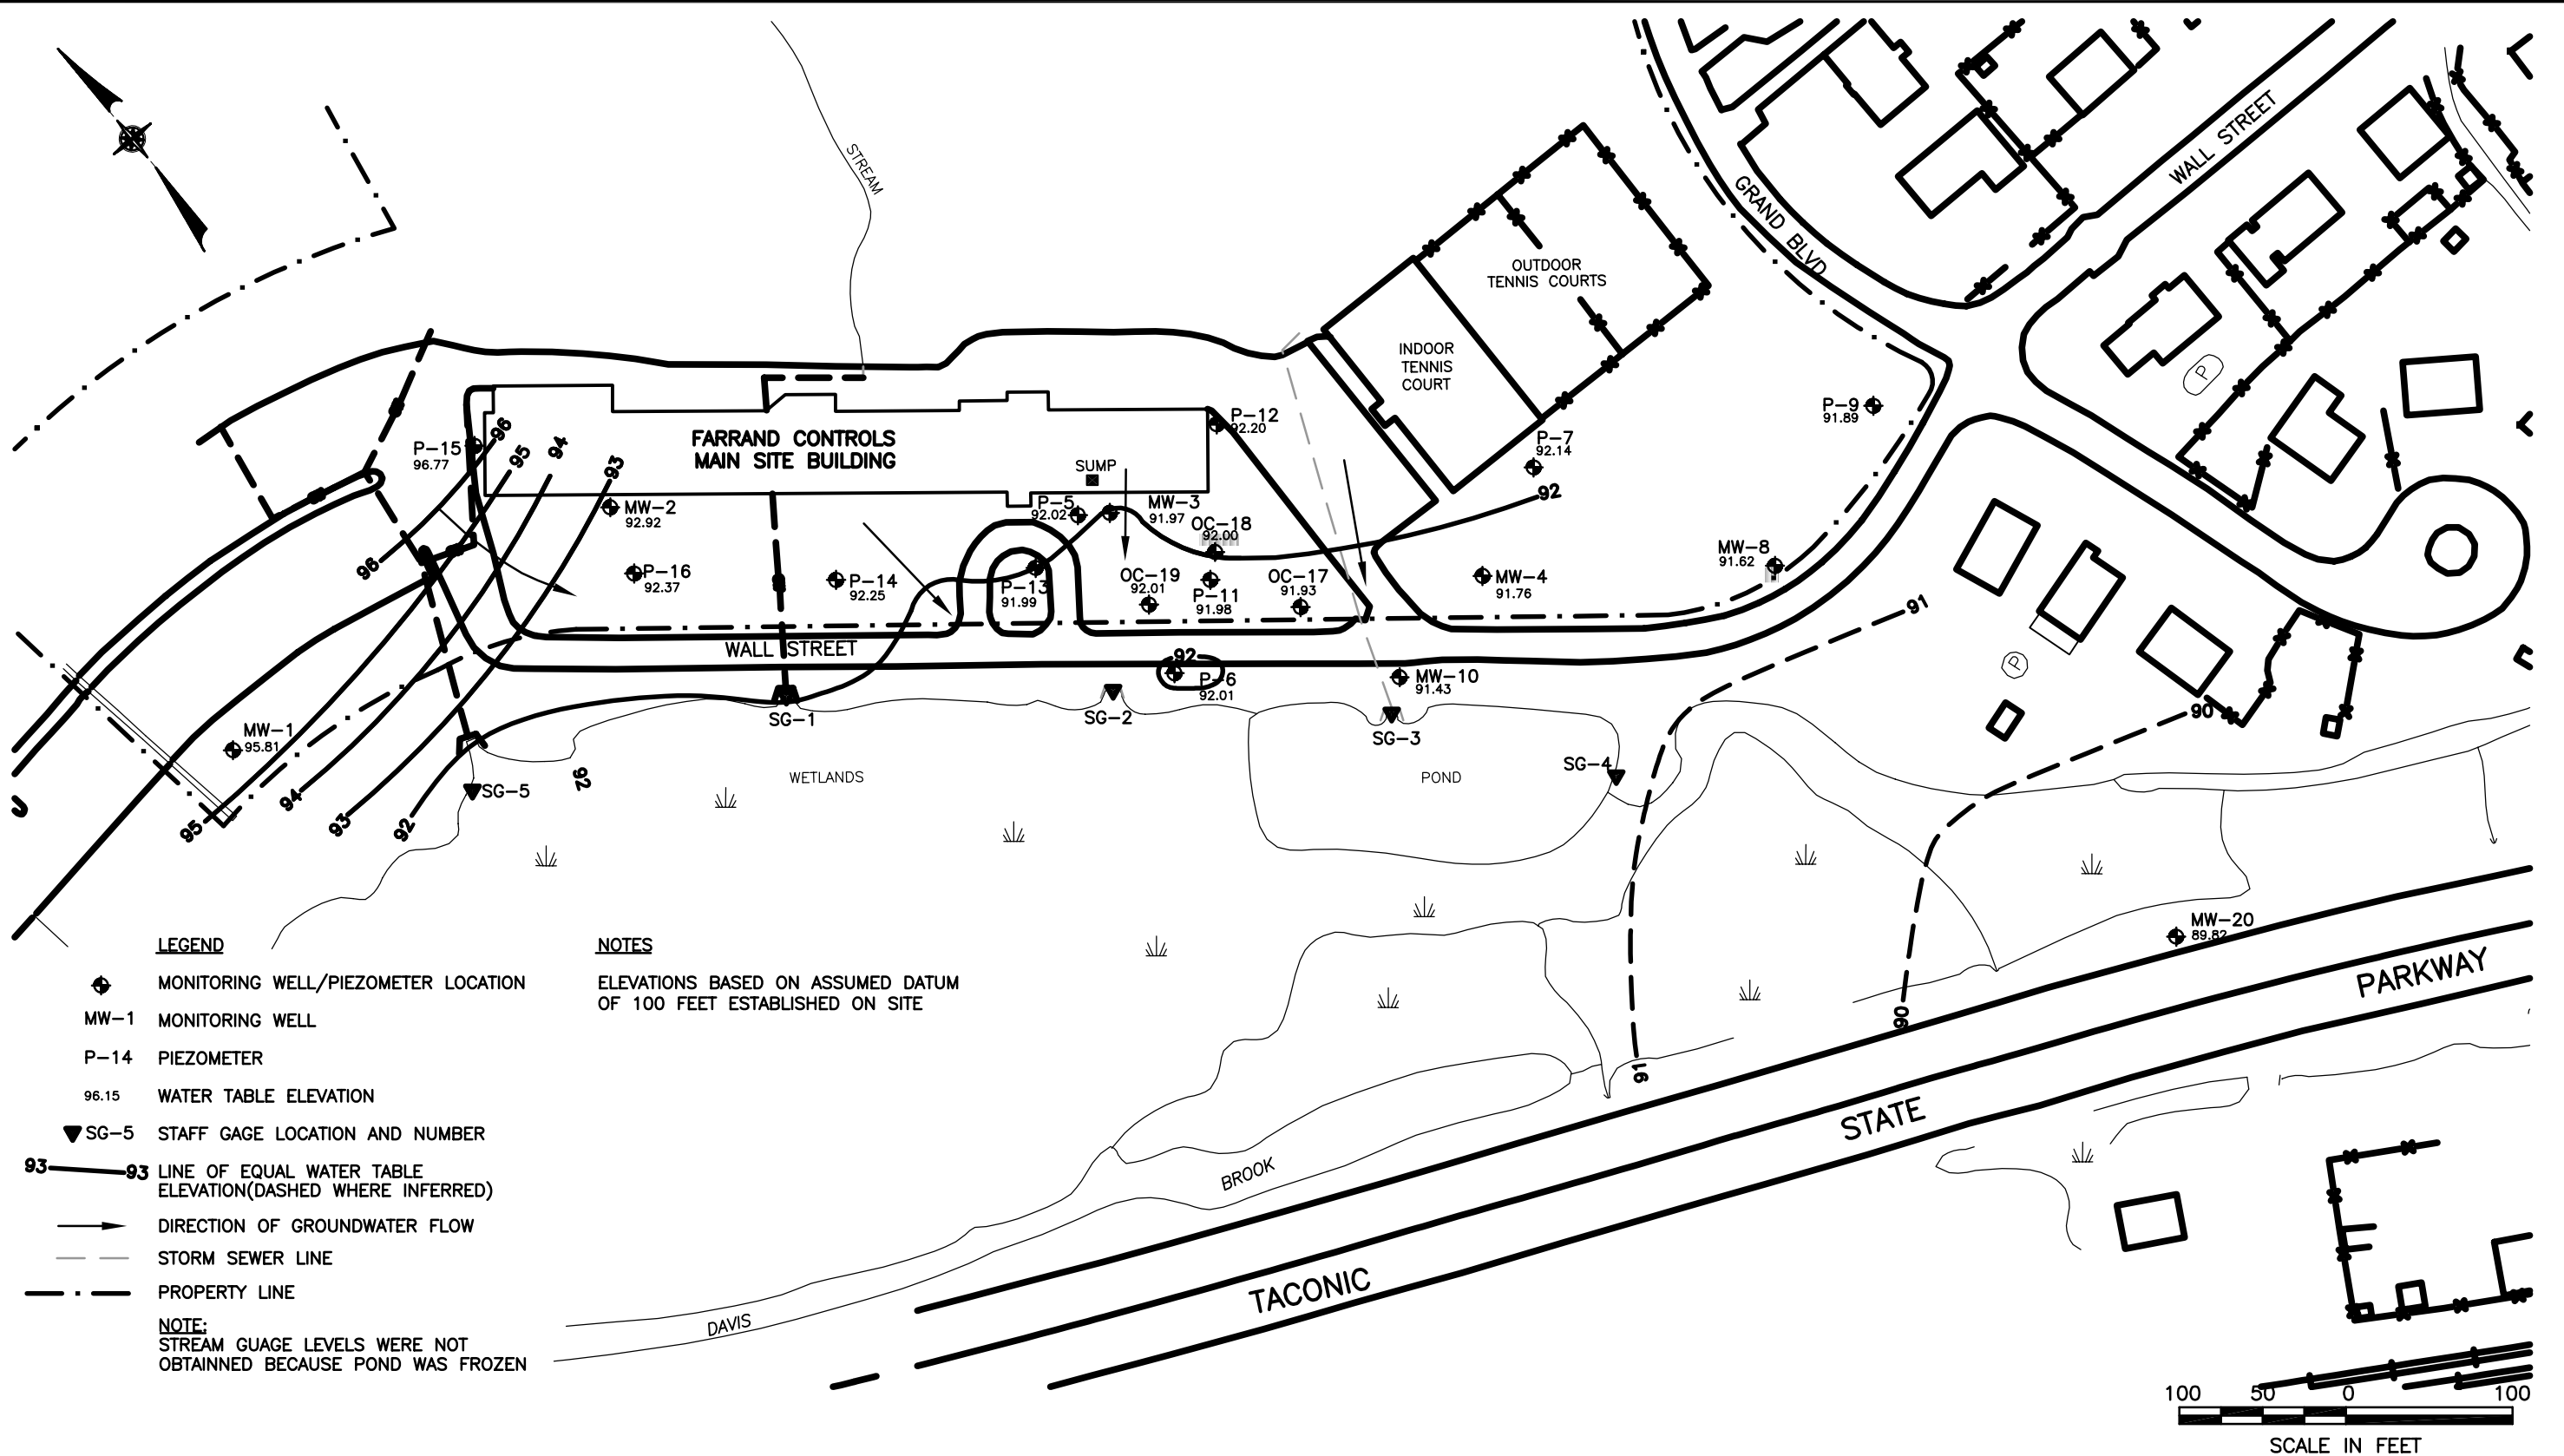 STREAM
GRAND BLVD
WALL STREET
OUTDOOR
TENNIS COURTS
INDOOR
TENNIS
COURT
P
P-9
91.89
P-12
92.20
P-7
92.14
P-15
96.77
96
95
94
93
FARRAND CONTROLS
MAIN SITE BUILDING
SUMP
92
MW-2
92.92
P-5
92.02
MW-3
91.97
OC-18
92.00
96
P-16
92.37
P-14
92.25
P-13
91.99
OC-19
92.01
P-11
91.98
OC-17
91.93
MW-4
91.76
MW-8
91.62
91
WALL STREET
92
P-6
92.01
MW-10
91.43
P
90
MW-1
95.81
SG-1
SG-2
SG-3
SG-4
SG-5
92
WETLANDS
POND
95
94
93
92
MW-20
89.82
90
91
PARKWAY
STATE
TACONIC
BROOK
DAVIS
LEGEND
MONITORING WELL/PIEZOMETER LOCATION
MW-1 MONITORING WELL
P-14 PIEZOMETER
96.15 WATER TABLE ELEVATION
SG-5 STAFF GAGE LOCATION AND NUMBER
93 93 LINE OF EQUAL WATER TABLE
ELEVATION(DASHED WHERE INFERRED)
DIRECTION OF GROUNDWATER FLOW
STORM SEWER LINE
PROPERTY LINE
NOTE:
STREAM GUAGE LEVELS WERE NOT
OBTAINNED BECAUSE POND WAS FROZEN
NOTES
ELEVATIONS BASED ON ASSUMED DATUM
OF 100 FEET ESTABLISHED ON SITE
100 50 0 100
SCALE IN FEET